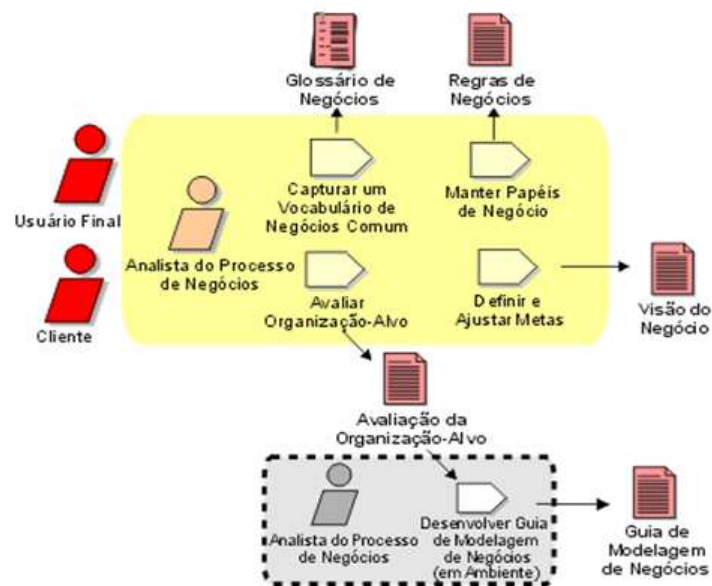 Glossário de
Negócios
Regras de
Negócios
Usuário Final
Capturar um
Vocabulário de
Negócios Comum
Manter Papéis
de Negócio
Analista do Processo
de Negócios
Cliente
Avaliar
Organização-Alvo
Definir e
Ajustar Metas
Visão do
Negócio
Avaliação da
Organização-Alvo
Analista do Processo
de Negócios
Desenvolver Guia
de Modelagem
de Negócios
(em Ambiente)
Guia de
Modelagem
de Negócios